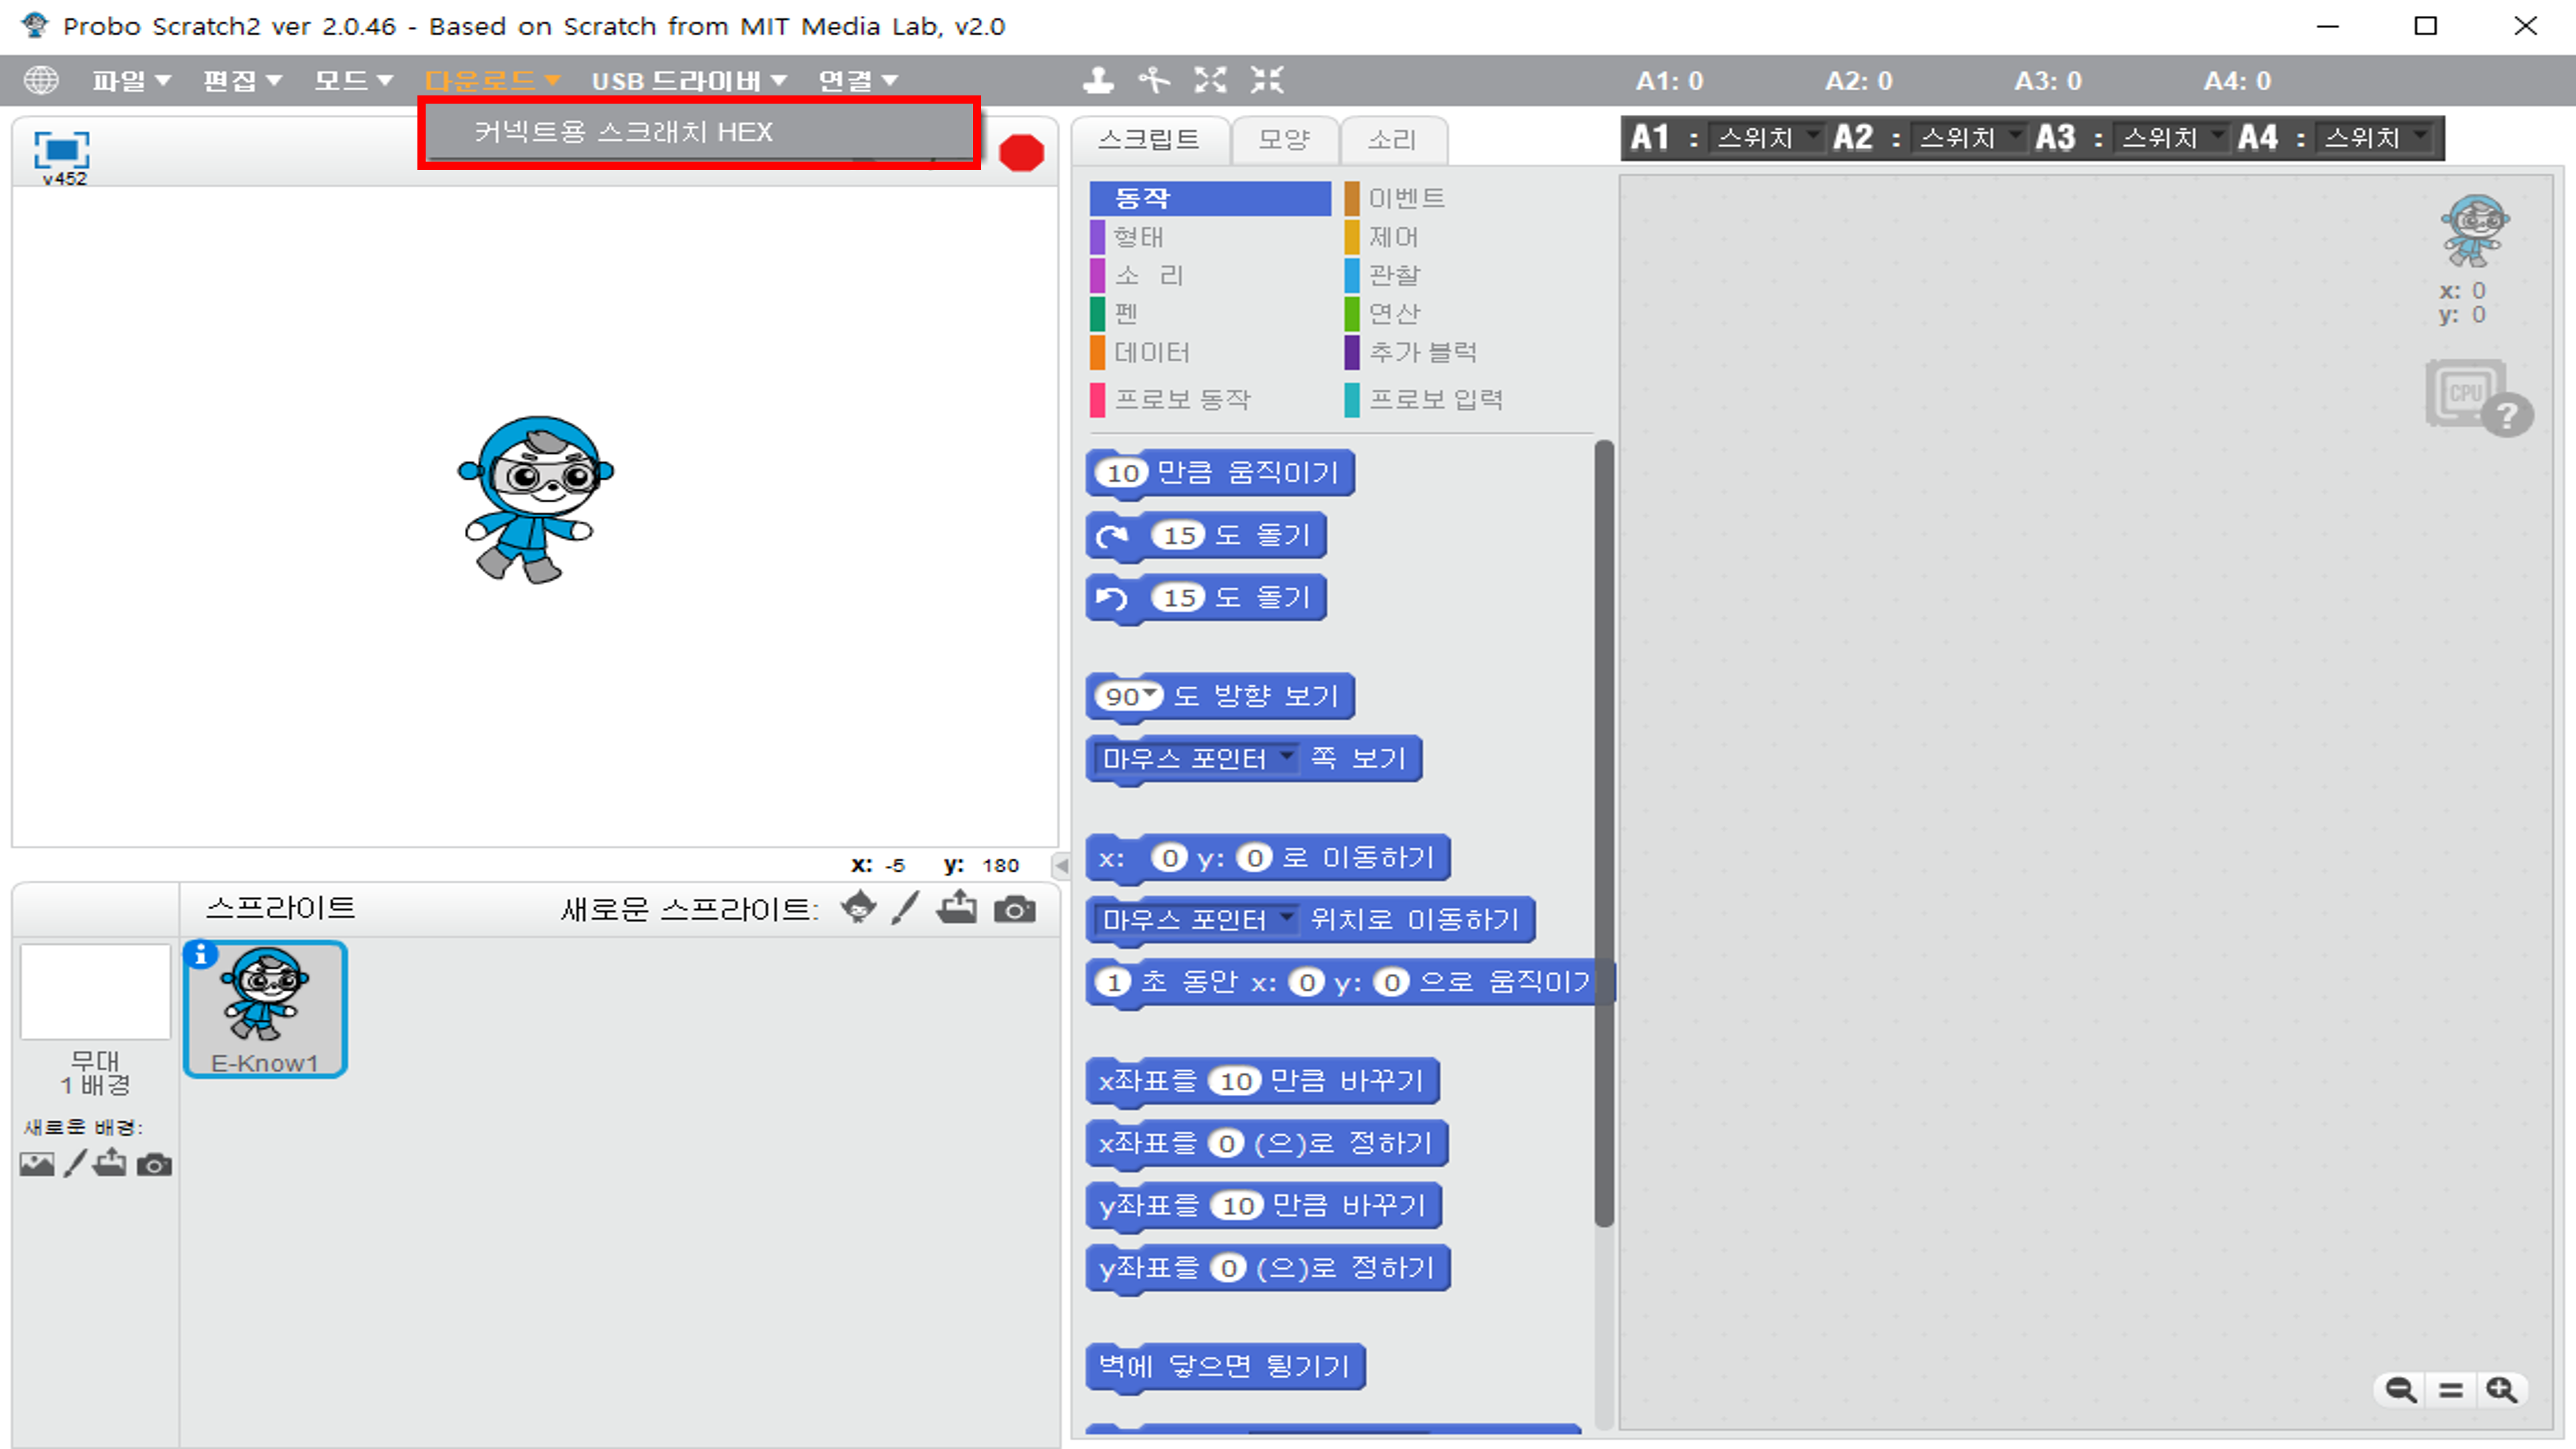 Probo Scratch2 ver 2.0.46 - Based on Scratch from MIT Media Lab, v2.0
파일 편집 모드 다운로드 USB 드라이버 연결 A1: 0 A2: 0 A3: 0 A4: 0
커넥트용 스크래치 HEX
v452
스크립트 모양 소리
A1 : 스위치 A2 : 스위치 A3 : 스위치 A4 : 스위치
동작 이벤트
형태 제어
소 리 관찰
펜 연산
데이터 추가 블럭
프로보 동작 프로보 입력
10 만큼 움직이기
15 도 돌기
15 도 돌기
90 도 방향 보기
마우스 포인터 쪽 보기
x: 0 y: 0 로 이동하기
마우스 포인터 위치로 이동하기
1 초 동안 x: 0 y: 0 으로 움직이기
x좌표를 10 만큼 바꾸기
x좌표를 0 (으)로 정하기
y좌표를 10 만큼 바꾸기
y좌표를 0 (으)로 정하기
벽에 닿으면 튕기기
x: 0
y: 0
CPU ?
x: -5 y: 180
스프라이트 새로운 스프라이트:
E-Know1
무대
1 배경
새로운 배경: